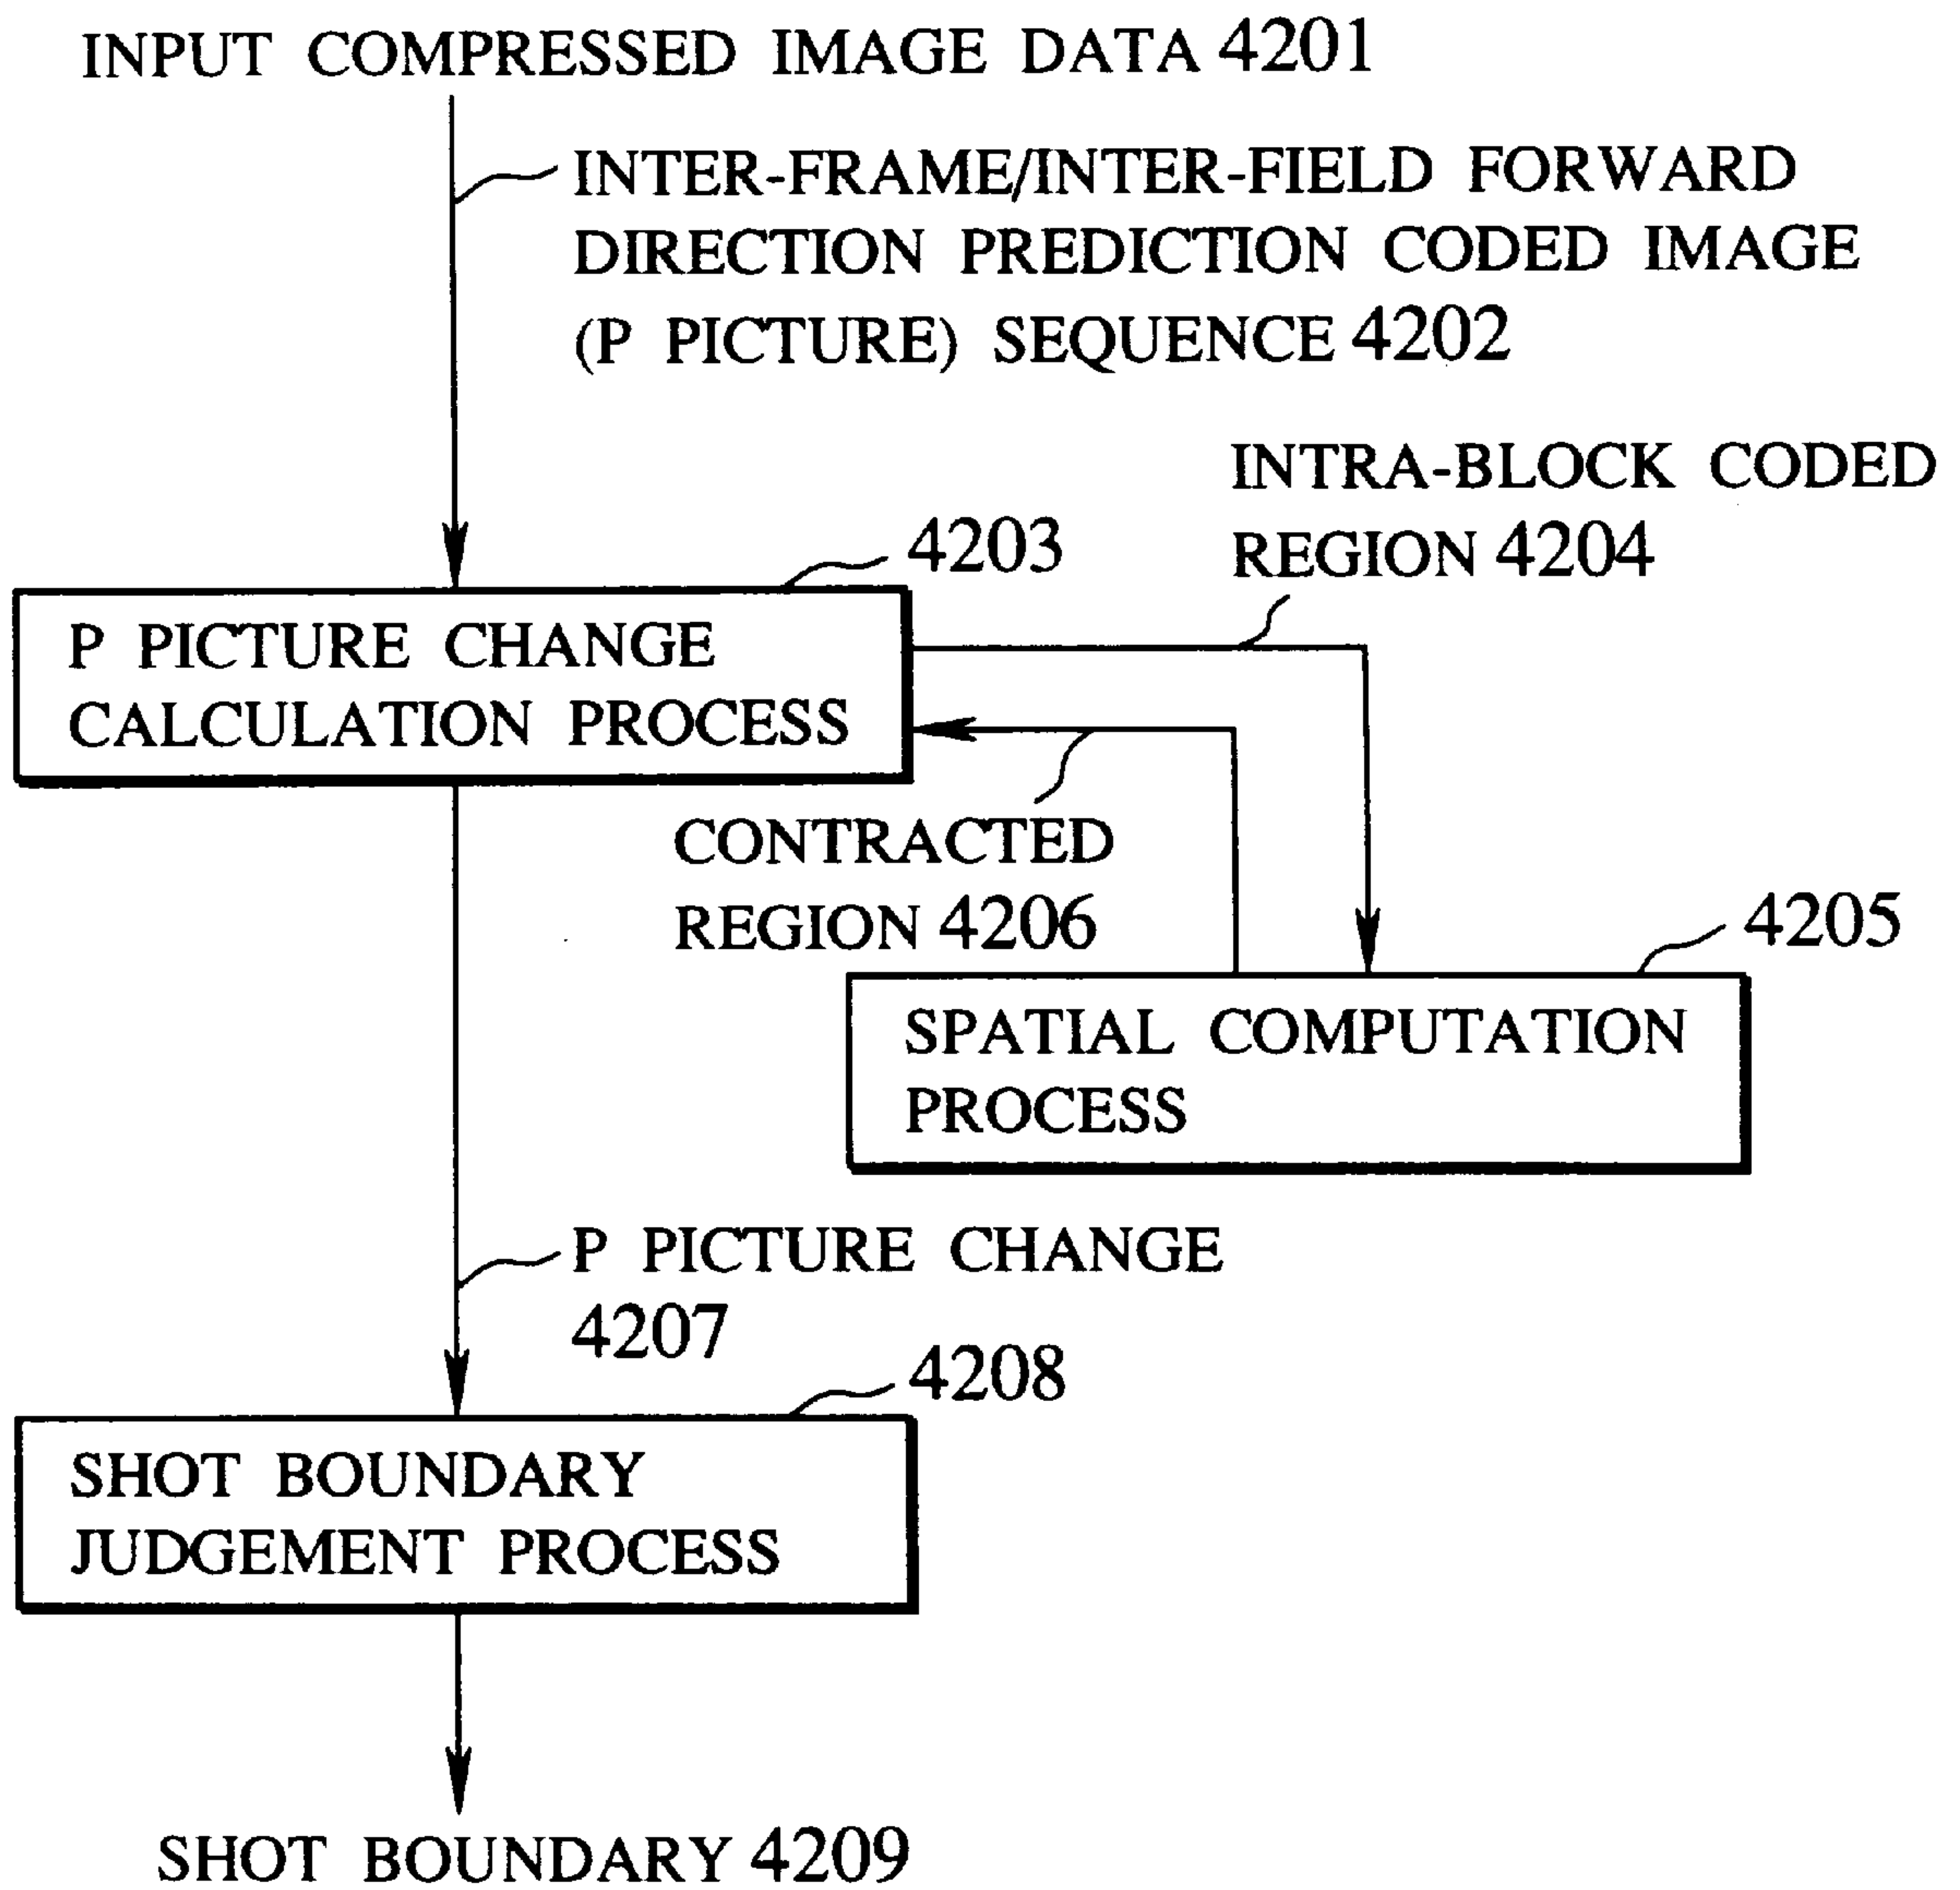 INPUT COMPRESSED IMAGE DATA 4201
INTER-FRAME/INTER-FIELD FORWARD
DIRECTION PREDICTION CODED IMAGE
(P PICTURE) SEQUENCE 4202
INTRA-BLOCK CODED
REGION 4204
4203
P PICTURE CHANGE
CALCULATION PROCESS
CONTRACTED
REGION 4206
4205
SPATIAL COMPUTATION
PROCESS
P PICTURE CHANGE
4207
4208
SHOT BOUNDARY
JUDGEMENT PROCESS
SHOT BOUNDARY 4209